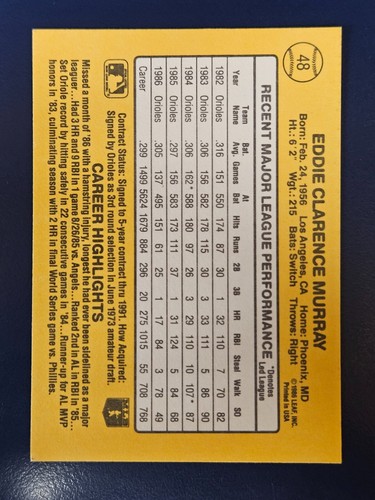 48
EDDIE CLARENCE MURRAY
Born: Feb. 24, 1956 Los Angeles, CA Home: Phoenix, MD
Ht.: 6' 2" Wgt.: 215 Bats: Switch Throws: Right
© 1986 LEAF, INC.
Printed in USA
RECENT MAJOR LEAGUE PERFORMANCE *Denotes Led League
Team Bat. At
Year Name Avg. Games Bat Hits Runs 2B 3B HR RBI Steal Walk SO
1982 Orioles .316 151 550 174 87 30 1 32 110 7 70 82
1983 Orioles .306 156 582 178 115 30 3 33 111 5 86 90
1984 Orioles .306 162* 588 180 97 26 3 29 110 10 107* 87
1985 Orioles .297 156 583 173 111 37 1 31 124 5 84 68
1986 Orioles .305 137 495 151 61 25 1 17 84 3 78 49
Career .299 1499 5624 1679 884 296 20 275 1015 55 708 768
Contract Status: Signed to 5-year contract thru 1991. How Acquired:
Signed by Orioles as 3rd round selection in June 1973 amateur draft.
CAREER HIGHLIGHTS
Missed a month of '86 with a hamstring injury longest he had ever been sidelined as a major
league...Had 3 HR and 9 RBI in 1 game 8/26/85 vs. Angels...Ranked 2nd in AL in RBI in '85...
Set Oriole record by hitting safely in 22 consecutive games in '84...Runner-up for AL MVP
honors in '83, culminating season with 2 HR in final World Series game vs. Phillies.